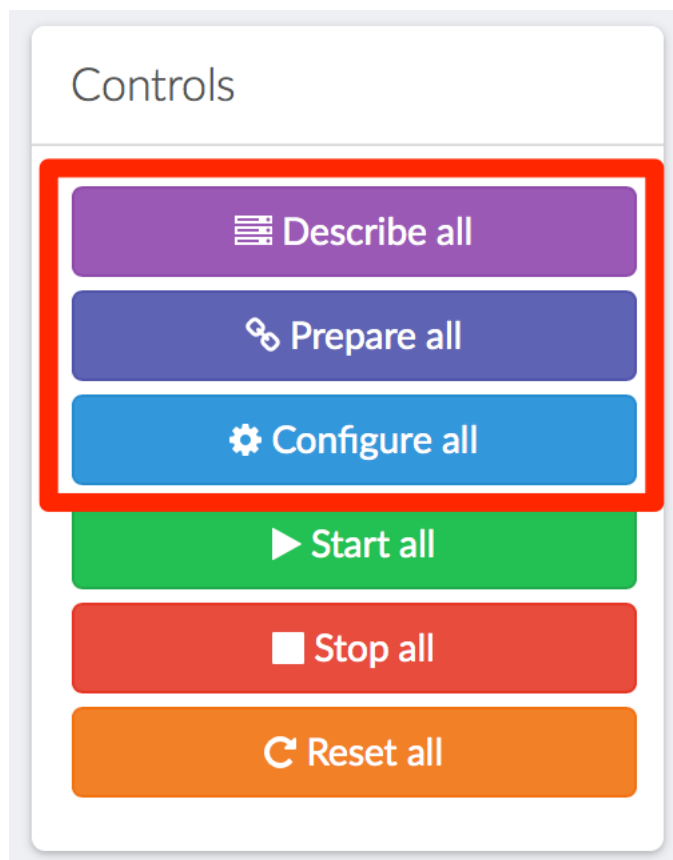 Controls
Describe all
Prepare all
Configure all
Start all
Stop all
Reset all